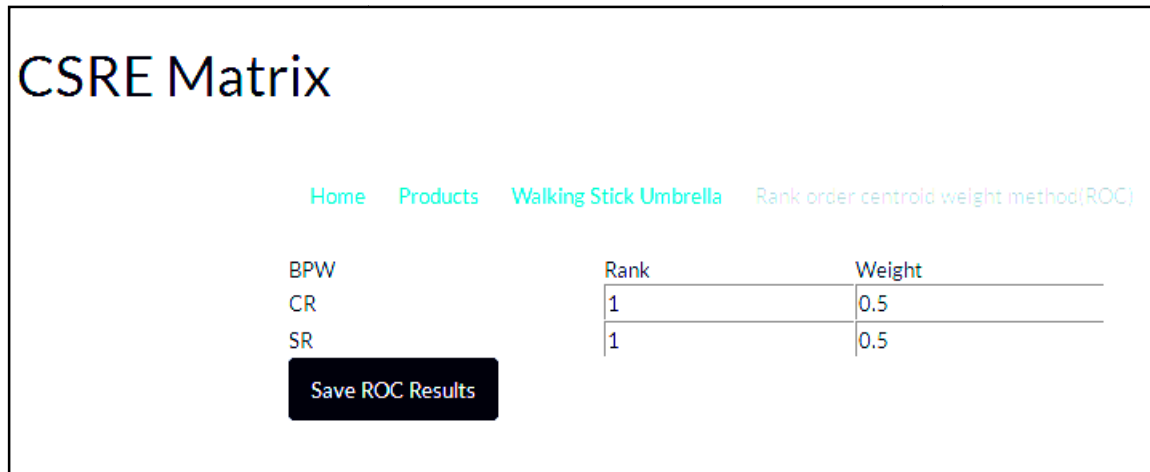 CSRE Matrix
Home Products Walking Stick Umbrella Rank order centroid weight method(ROC)
BPW Rank Weight
CR 1 0.5
SR 1 0.5
Save ROC Results